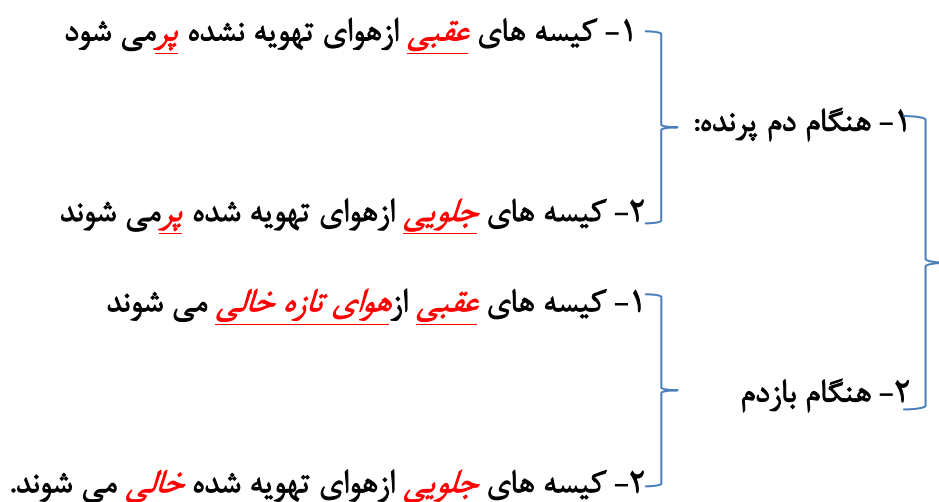 ۱- کیسه های عقبی ازهوای تهویه نشده پرمی شود
۱- هنگام دم پرنده:
۲- کیسه های جلویی ازهوای تهویه شده پرمی شوند
۱- کیسه های عقبی ازهوای تازه خالی می شوند
۲- هنگام بازدم
۲- کیسه های جلویی ازهوای تهویه شده خالی می شوند.